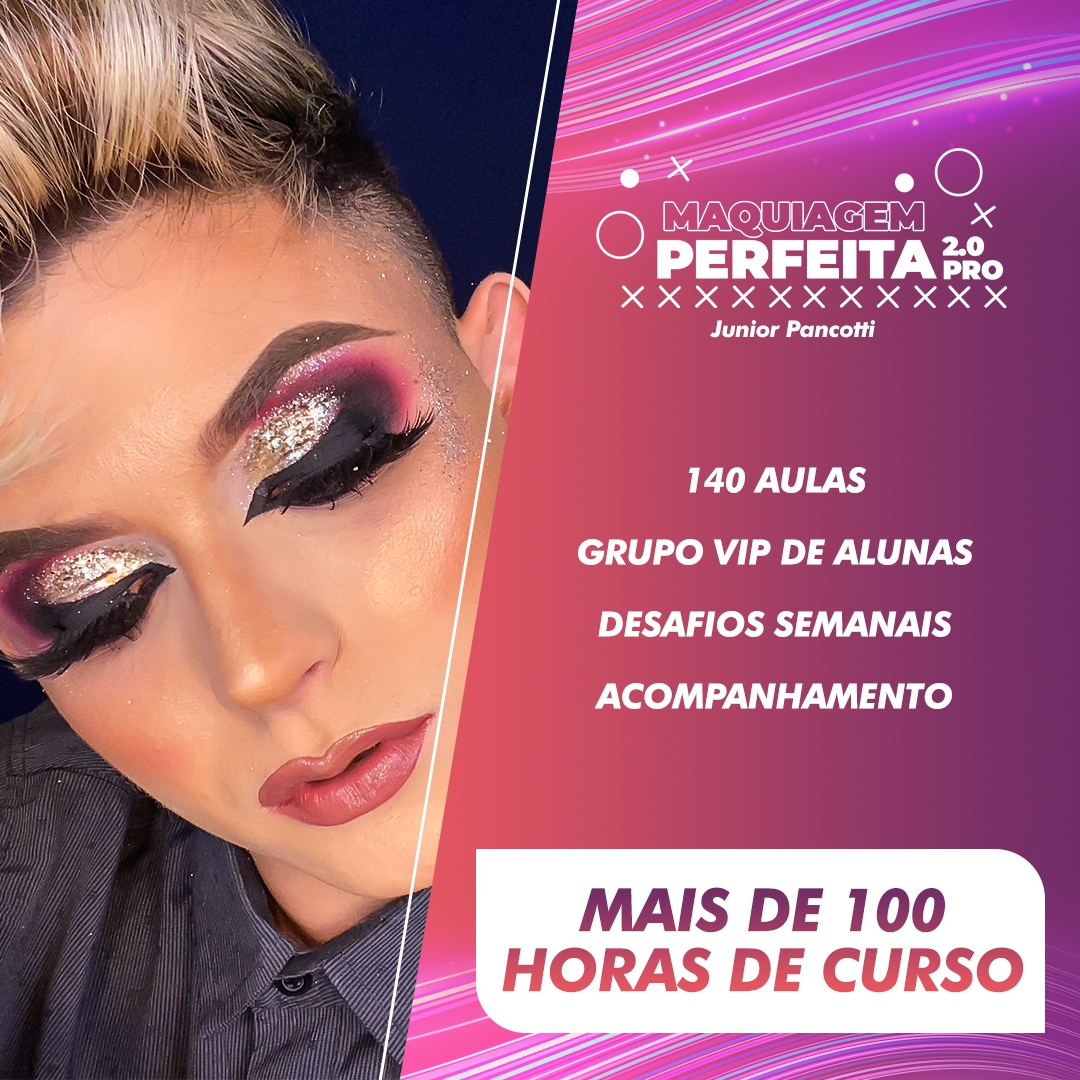 MAQUIAGEM
PERFEITA 2.0 PRO
Junior Pancotti
140 AULAS
GRUPO VIP DE ALUNAS
DESAFIOS SEMANAIS
ACOMPANHAMENTO
MAIS DE 100
HORAS DE CURSO